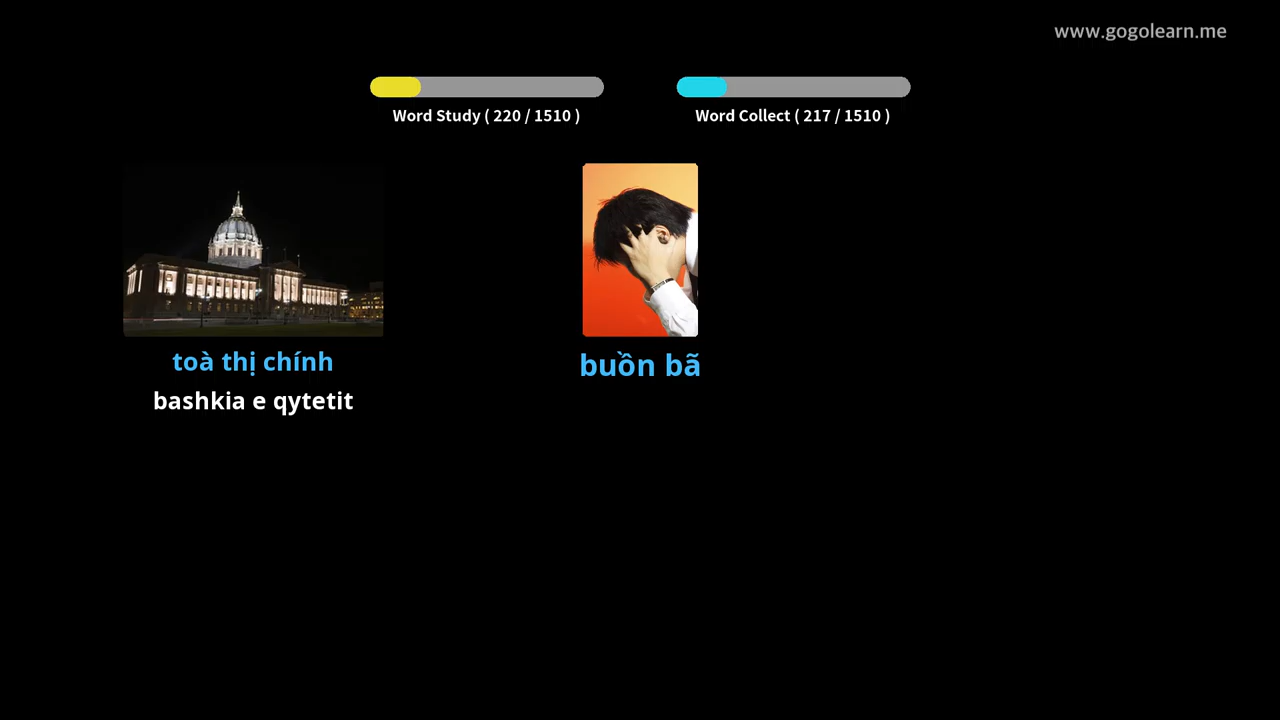 www.gogolearn.me
Word Study ( 220 / 1510 )
Word Collect ( 217 / 1510 )
toà thị chính
bashkia e qytetit
buồn bã